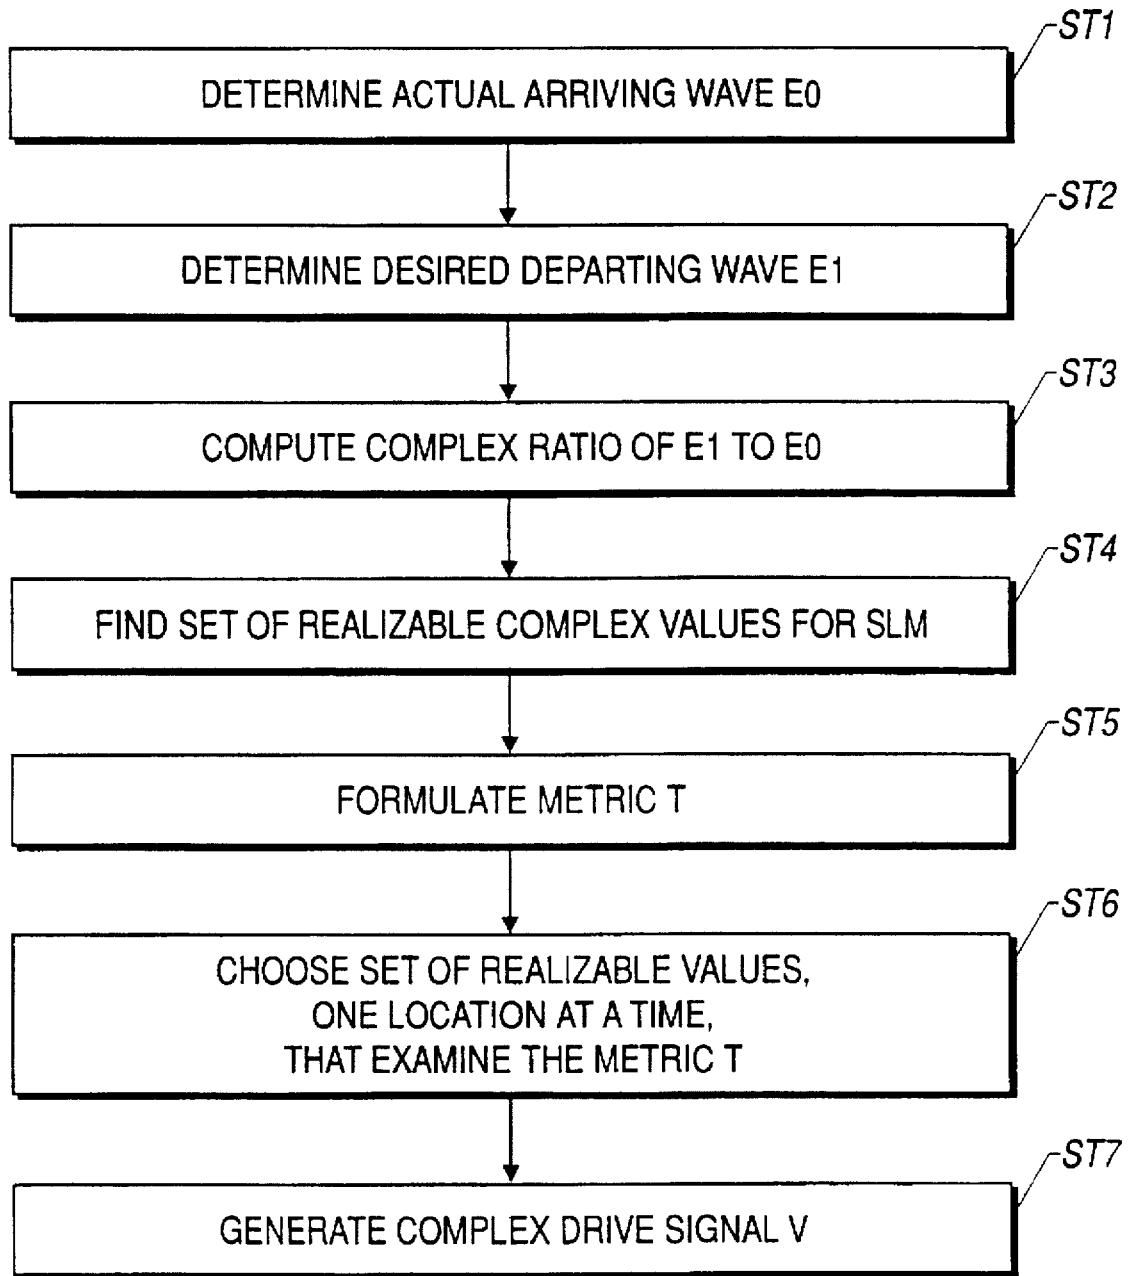 ST1
DETERMINE ACTUAL ARRIVING WAVE E0
ST2
DETERMINE DESIRED DEPARTING WAVE E1
ST3
COMPUTE COMPLEX RATIO OF E1 TO E0
ST4
FIND SET OF REALIZABLE COMPLEX VALUES FOR SLM
ST5
FORMULATE METRIC T
ST6
CHOOSE SET OF REALIZABLE VALUES,
ONE LOCATION AT A TIME,
THAT EXAMINE THE METRIC T
ST7
GENERATE COMPLEX DRIVE SIGNAL V